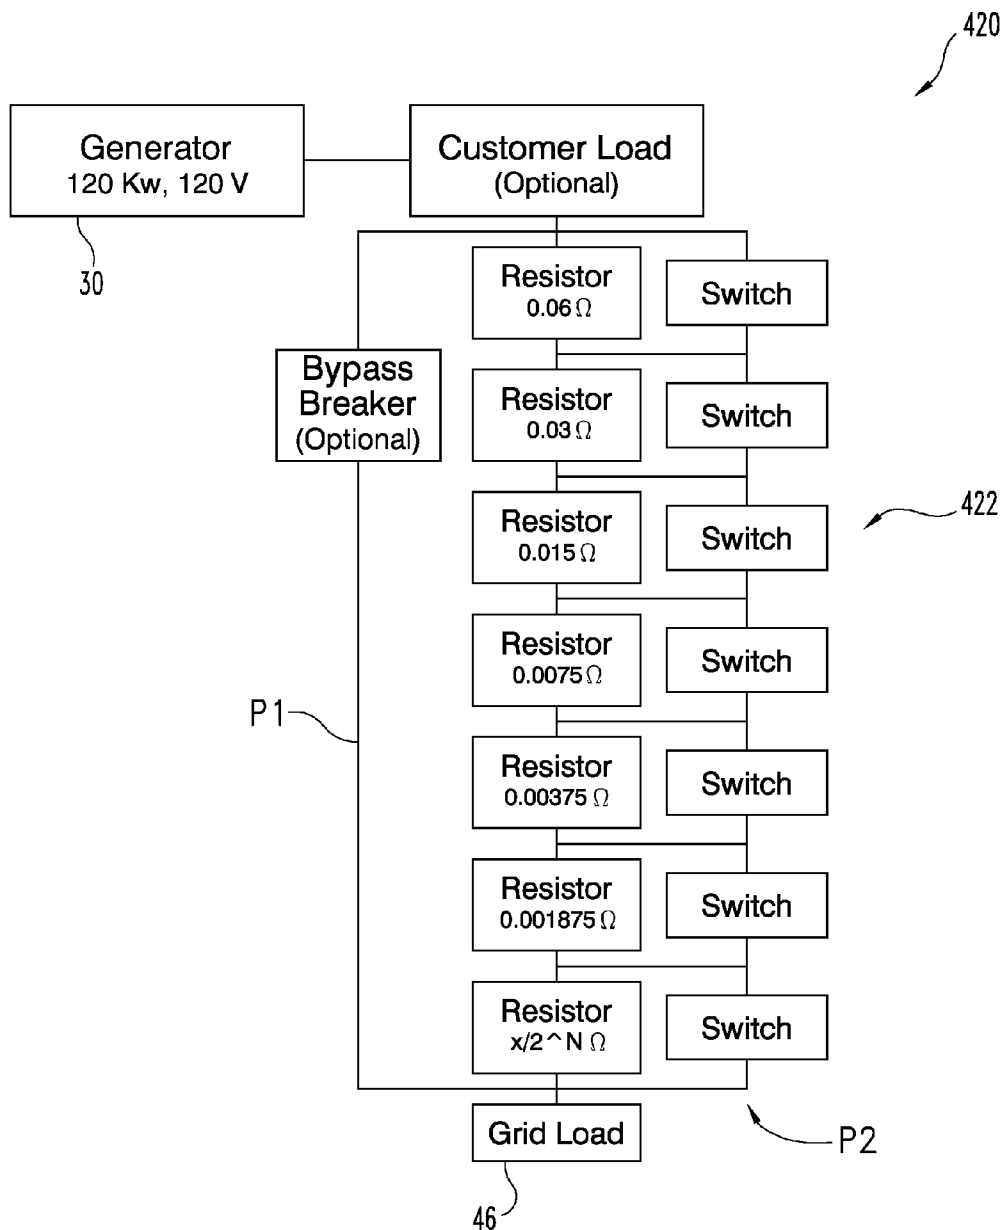 420
Generator
120 Kw, 120 V
30
Customer Load
(Optional)
Resistor
0.06 Ω
Switch
Bypass
Breaker
(Optional)
Resistor
0.03 Ω
Switch
Resistor
0.015 Ω
Switch
422
Resistor
0.0075 Ω
Switch
P1
Resistor
0.00375 Ω
Switch
Resistor
0.001875 Ω
Switch
Resistor
x/2^N Ω
Switch
Grid Load
P2
46